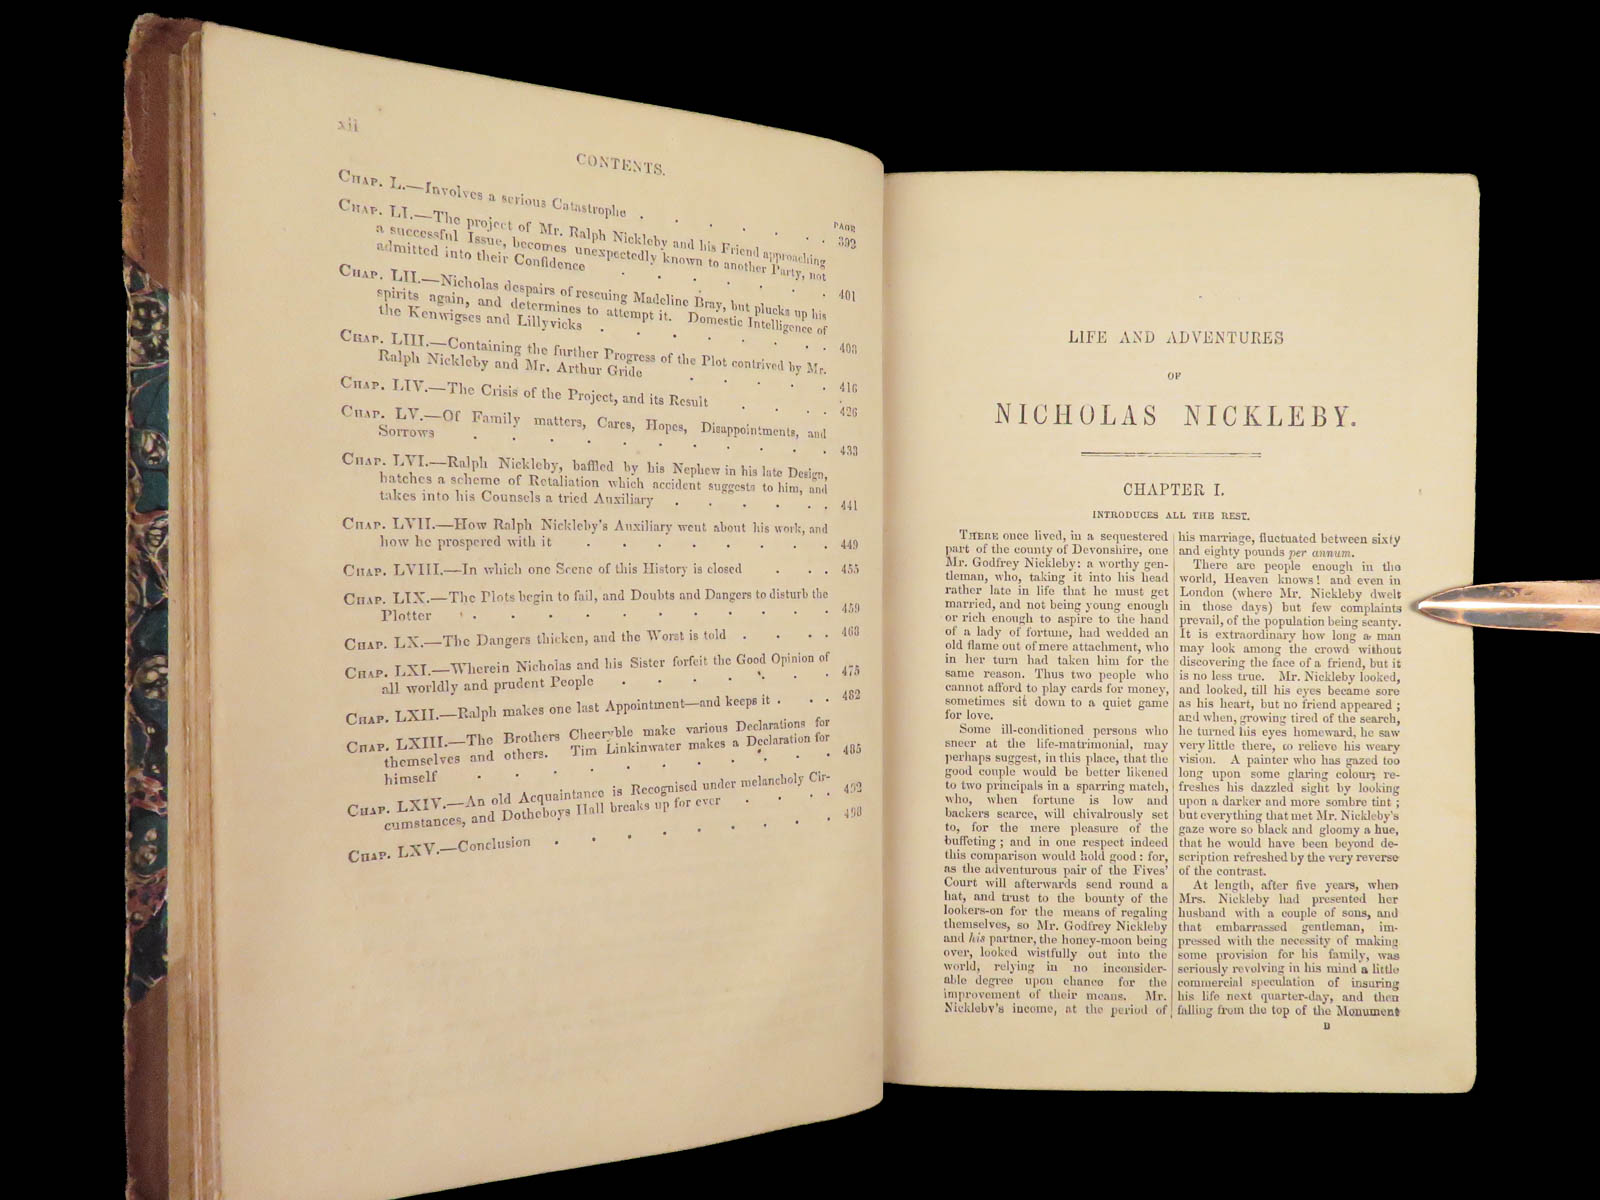 xii
CONTENTS.
PAGE
CHAP. L.—Involves a serious Catastrophe . . . . . . . 392
CHAP. LI.—The project of Mr. Ralph Nickleby and his Friend approaching
a successful Issue, becomes unexpectedly known to another Party, not
admitted into their Confidence . . . . . . 401
CHAP. LII.—Nicholas despairs of rescuing Madeline Bray, but plucks up his
spirits again, and determines to attempt it. Domestic Intelligence of
the Kenwigses and Lillyvicks . . . . . . . 408
CHAP. LIII.—Containing the further Progress of the Plot contrived by Mr.
Ralph Nickleby and Mr. Arthur Gride . . . . . 416
CHAP. LIV.—The Crisis of the Project, and its Result . . . . 426
CHAP. LV.—Of Family matters, Cares, Hopes, Disappointments, and
Sorrows . . . . . . . . . . 433
CHAP. LVI.—Ralph Nickleby, baffled by his Nephew in his late Design,
hatches a scheme of Retaliation which accident suggests to him, and
takes into his Counsels a tried Auxiliary . . . . . . 441
CHAP. LVII.—How Ralph Nickleby's Auxiliary went about his work, and
how he prospered with it . . . . . . . 449
CHAP. LVIII.—In which one Scene of this History is closed . . . 455
CHAP. LIX.—The Plots begin to fail, and Doubts and Dangers to disturb the
Plotter . . . . . . . . . . 459
CHAP. LX.—The Dangers thicken, and the Worst is told . . . . 468
CHAP. LXI.—Wherein Nicholas and his Sister forfeit the Good Opinion of
all worldly and prudent People . . . . . . 475
CHAP. LXII.—Ralph makes one last Appointment—and keeps it . . . 482
CHAP. LXIII.—The Brothers Cheeryble make various Declarations for
themselves and others. Tim Linkinwater makes a Declaration for
himself . . . . . . . . . . 485
CHAP. LXIV.—An old Acquaintance is Recognised under melancholy Cir-
cumstances, and Dotheboys Hall breaks up for ever . . . . 492
CHAP. LXV.—Conclusion . . . . . . . . 498
LIFE AND ADVENTURES
OF
NICHOLAS NICKLEBY.
CHAPTER I.
INTRODUCES ALL THE REST.
THERE once lived, in a sequestered
part of the county of Devonshire, one
Mr. Godfrey Nickleby: a worthy gen-
tleman, who, taking it into his head
rather late in life that he must get
married, and not being young enough
or rich enough to aspire to the hand
of a lady of fortune, had wedded an
old flame out of mere attachment, who
in her turn had taken him for the
same reason. Thus two people who
cannot afford to play cards for money,
sometimes sit down to a quiet game
for love.
Some ill-conditioned persons who
sneer at the life-matrimonial, may
perhaps suggest, in this place, that the
good couple would be better likened
to two principals in a sparring match,
who, when fortune is low and
backers scarce, will chivalrously set
to, for the mere pleasure of the
buffeting; and in one respect indeed
this comparison would hold good: for,
as the adventurous pair of the Fives'
Court will afterwards send round a
hat, and trust to the bounty of the
lookers-on for the means of regaling
themselves, so Mr. Godfrey Nickleby
and his partner, the honey-moon being
over, looked wistfully out into the
world, relying in no inconsider-
able degree upon chance for the
improvement of their means. Mr.
Nickleby's income, at the period of
his marriage, fluctuated between sixty
and eighty pounds per annum.
There are people enough in the
world, Heaven knows! and even in
London (where Mr. Nickleby dwelt
in those days) but few complaints
prevail, of the population being scanty.
It is extraordinary how long a man
may look among the crowd without
discovering the face of a friend, but it
is no less true. Mr. Nickleby looked,
and looked, till his eyes became sore
as his heart, but no friend appeared;
and when, growing tired of the search,
he turned his eyes homeward, he saw
very little there, to relieve his weary
vision. A painter who has gazed too
long upon some glaring colour, re-
freshes his dazzled sight by looking
upon a darker and more sombre tint;
but everything that met Mr. Nickleby's
gaze wore so black and gloomy a hue,
that he would have been beyond de-
scription refreshed by the very reverse
of the contrast.
At length, after five years, when
Mrs. Nickleby had presented her
husband with a couple of sons, and
that embarrassed gentleman, im-
pressed with the necessity of making
some provision for his family, was
seriously revolving in his mind a little
commercial speculation of insuring
his life next quarter-day, and then
falling from the top of the Monument
B